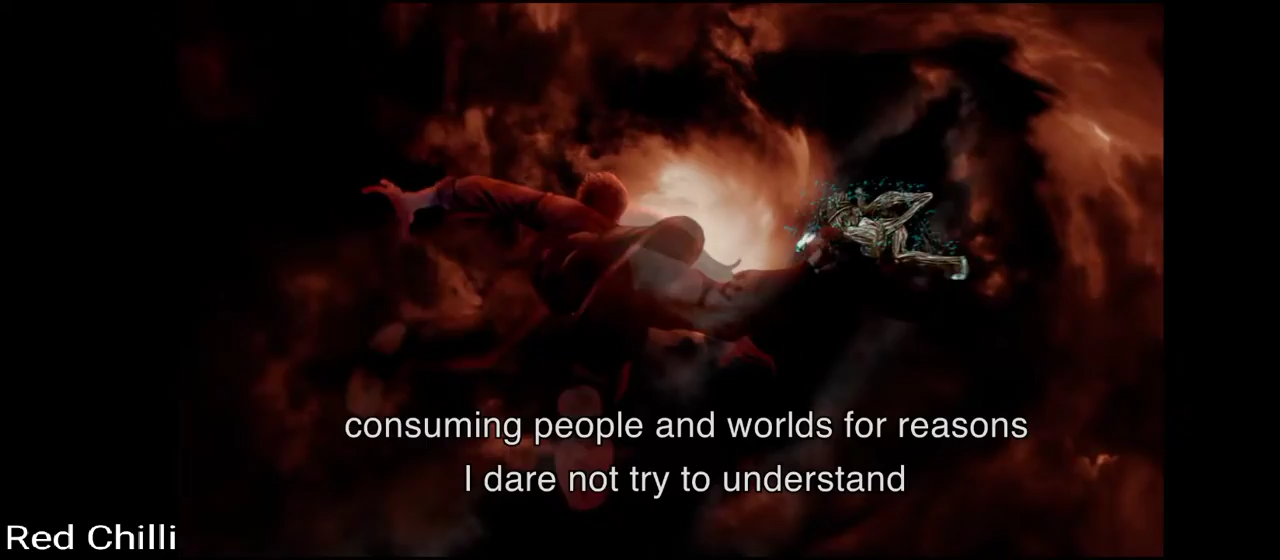 consuming people and worlds for reasons
I dare not try to understand
Red Chilli